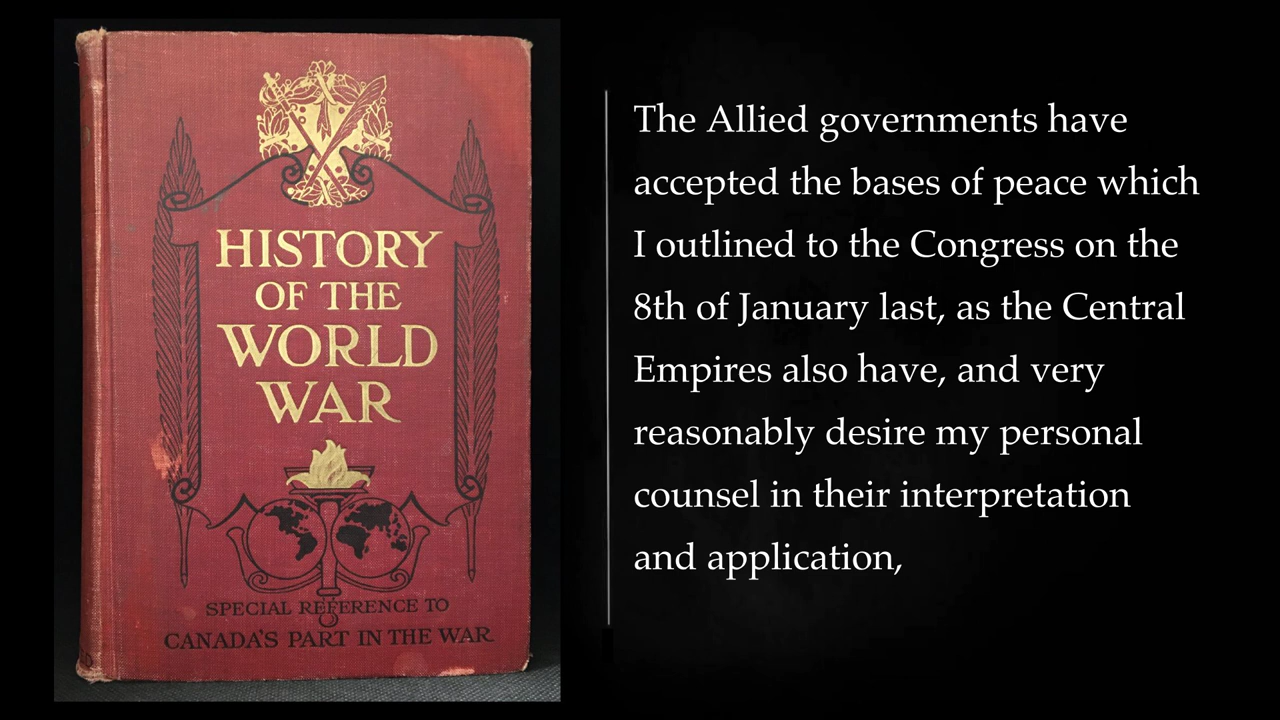 HISTORY
OF THE
WORLD
WAR
SPECIAL REFERENCE TO
CANADA'S PART IN THE WAR
The Allied governments have
accepted the bases of peace which
I outlined to the Congress on the
8th of January last, as the Central
Empires also have, and very
reasonably desire my personal
counsel in their interpretation
and application,